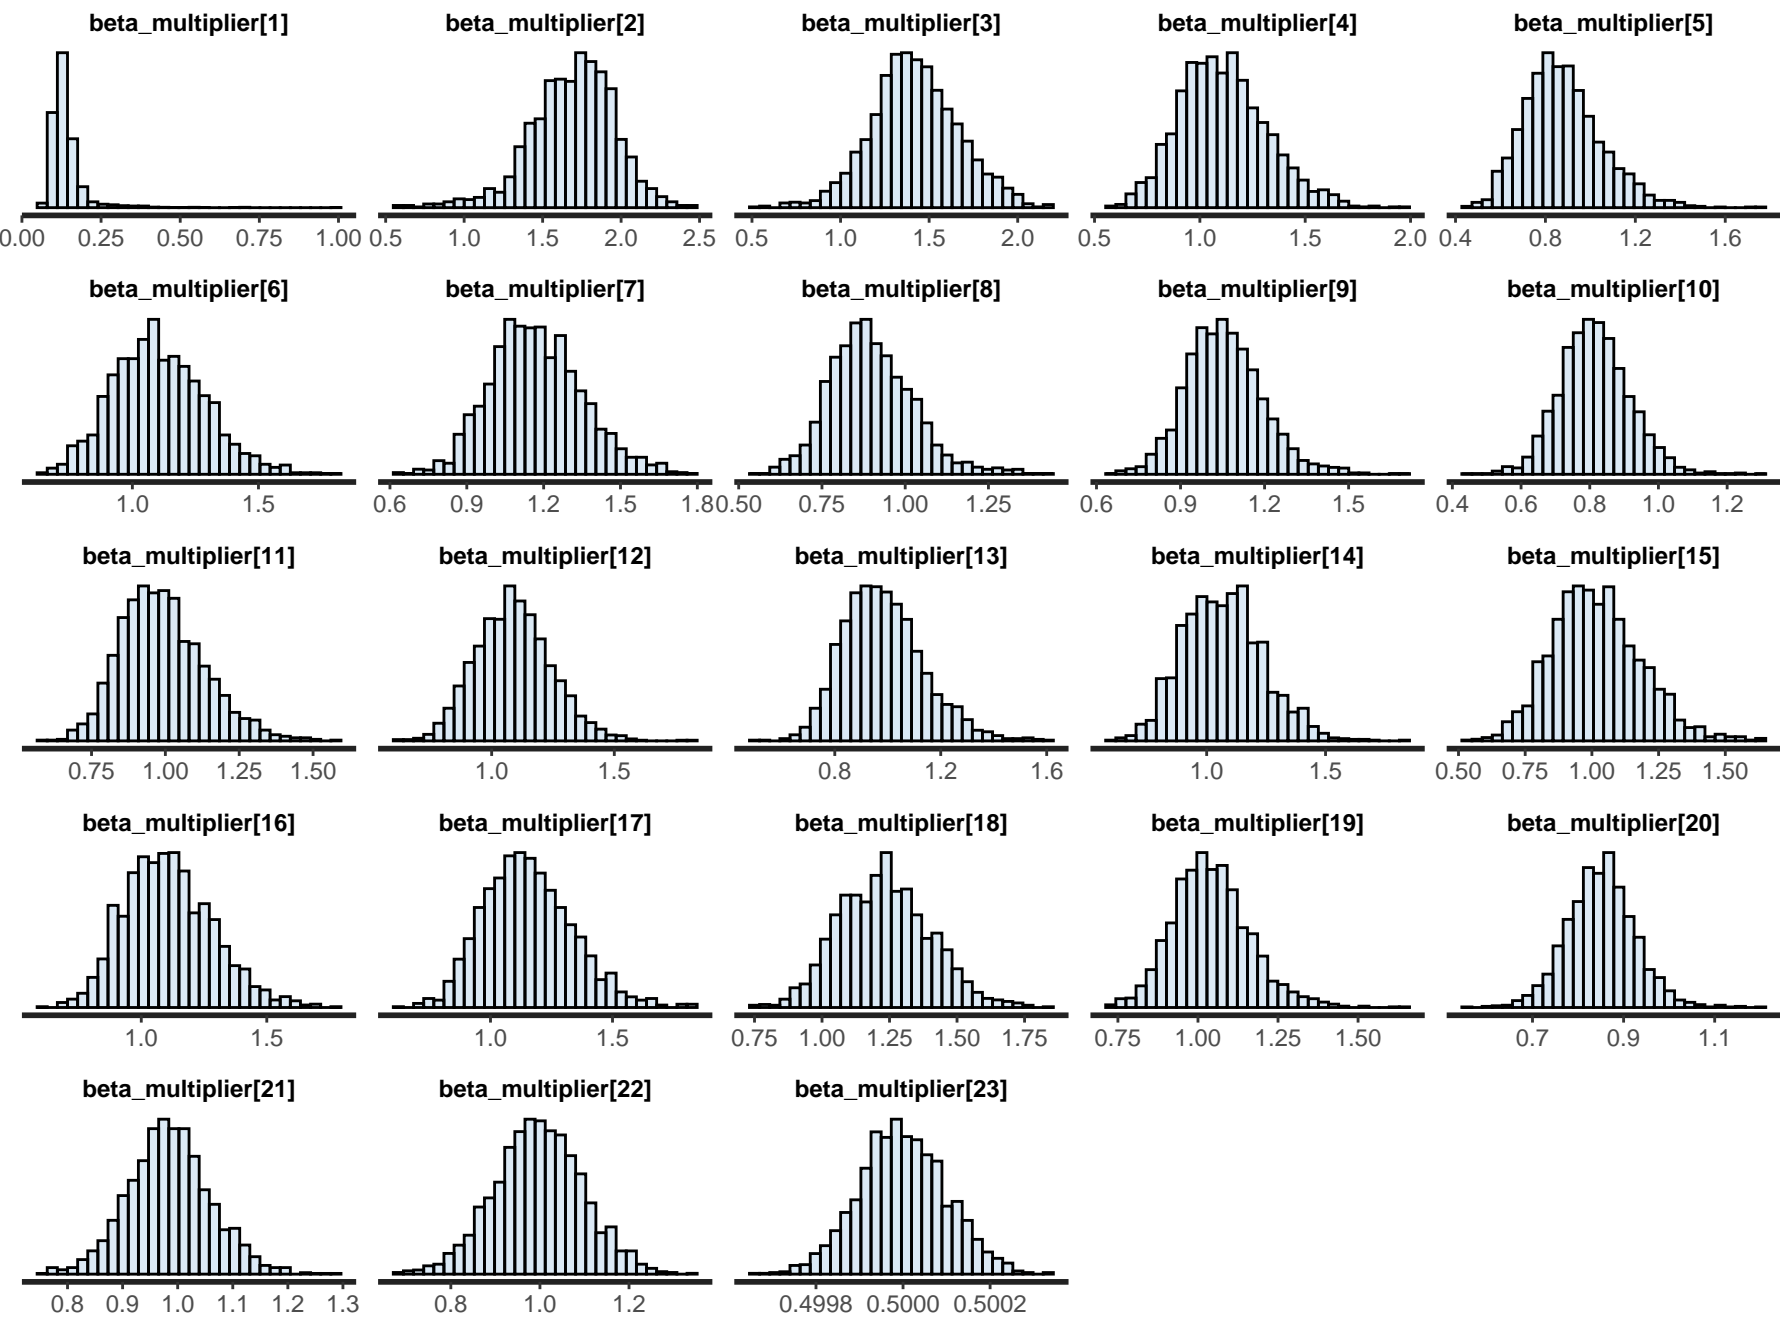 beta_multiplier[1] beta_multiplier[2] beta_multiplier[3] beta_multiplier[4] beta_multiplier[5]
0.00 0.25 0.50 0.75 1.00 0.5 1.0 1.5 2.0 2.5 0.5 1.0 1.5 2.0 0.5 1.0 1.5 2.0 0.4 0.8 1.2 1.6
beta_multiplier[6] beta_multiplier[7] beta_multiplier[8] beta_multiplier[9] beta_multiplier[10]
1.0 1.5 0.6 0.9 1.2 1.5 1.8 0.50 0.75 1.00 1.25 0.6 0.9 1.2 1.5 0.4 0.6 0.8 1.0 1.2
beta_multiplier[11] beta_multiplier[12] beta_multiplier[13] beta_multiplier[14] beta_multiplier[15]
0.75 1.00 1.25 1.50 1.0 1.5 0.8 1.2 1.6 1.0 1.5 0.50 0.75 1.00 1.25 1.50
beta_multiplier[16] beta_multiplier[17] beta_multiplier[18] beta_multiplier[19] beta_multiplier[20]
1.0 1.5 1.0 1.5 0.75 1.00 1.25 1.50 1.75 0.75 1.00 1.25 1.50 0.7 0.9 1.1
beta_multiplier[21] beta_multiplier[22] beta_multiplier[23]
0.8 0.9 1.0 1.1 1.2 1.3 0.8 1.0 1.2 0.4998 0.5000 0.5002